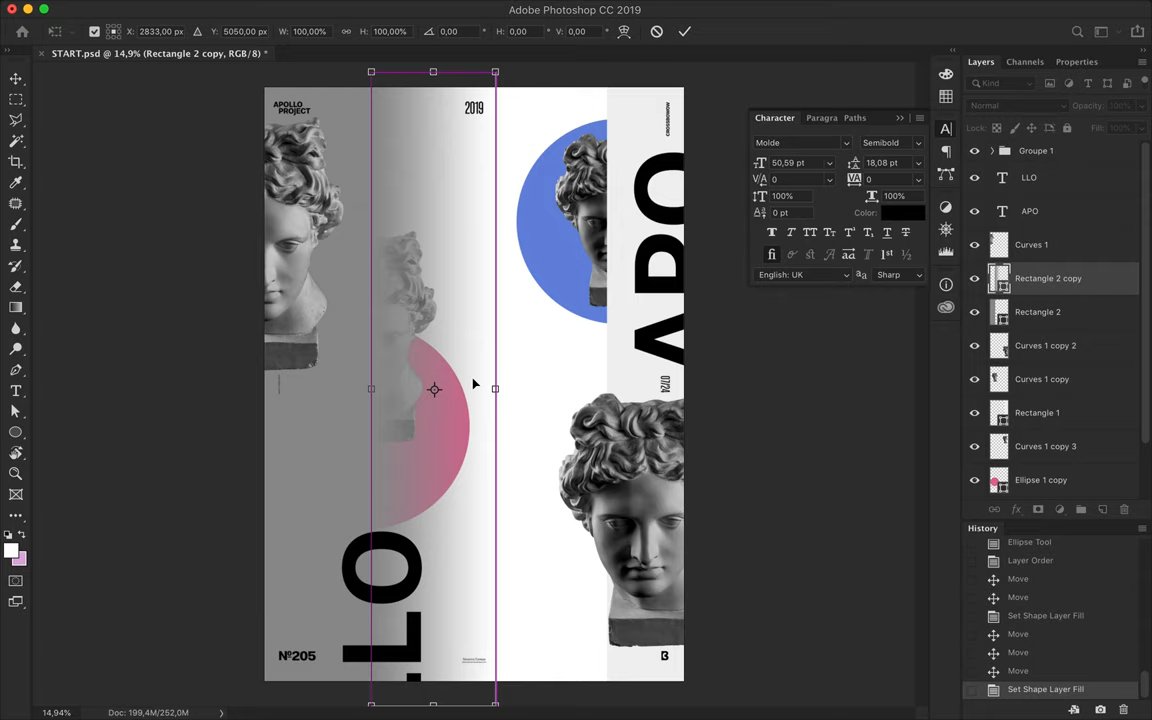 Adobe Photoshop CC 2019
X: 2833,00 px Y: 5050,00 px W: 100,00% H: 100,00% 0,00 H: 0,00 V: 0,00
START.psd @ 14,9% (Rectangle 2 copy, RGB/8) *
APOLLO
PROJECT
2019
CROSSBOWOW
APO
07/24
.LO
Nº205
B
Character Paragra Paths
Molde Semibold
50,59 pt 18,08 pt
0 0
100% 100%
0 pt Color:
English: UK Sharp
Layers Channels Properties
Kind
Normal Opacity: 100%
Lock: Fill: 100%
Groupe 1
LLO
APO
Curves 1
Rectangle 2 copy
Rectangle 2
Curves 1 copy 2
Curves 1 copy
Rectangle 1
Curves 1 copy 3
Ellipse 1 copy
History
Ellipse Tool
Layer Order
Move
Move
Set Shape Layer Fill
Move
Move
Move
Set Shape Layer Fill
14,94% Doc: 199,4M/252,0M